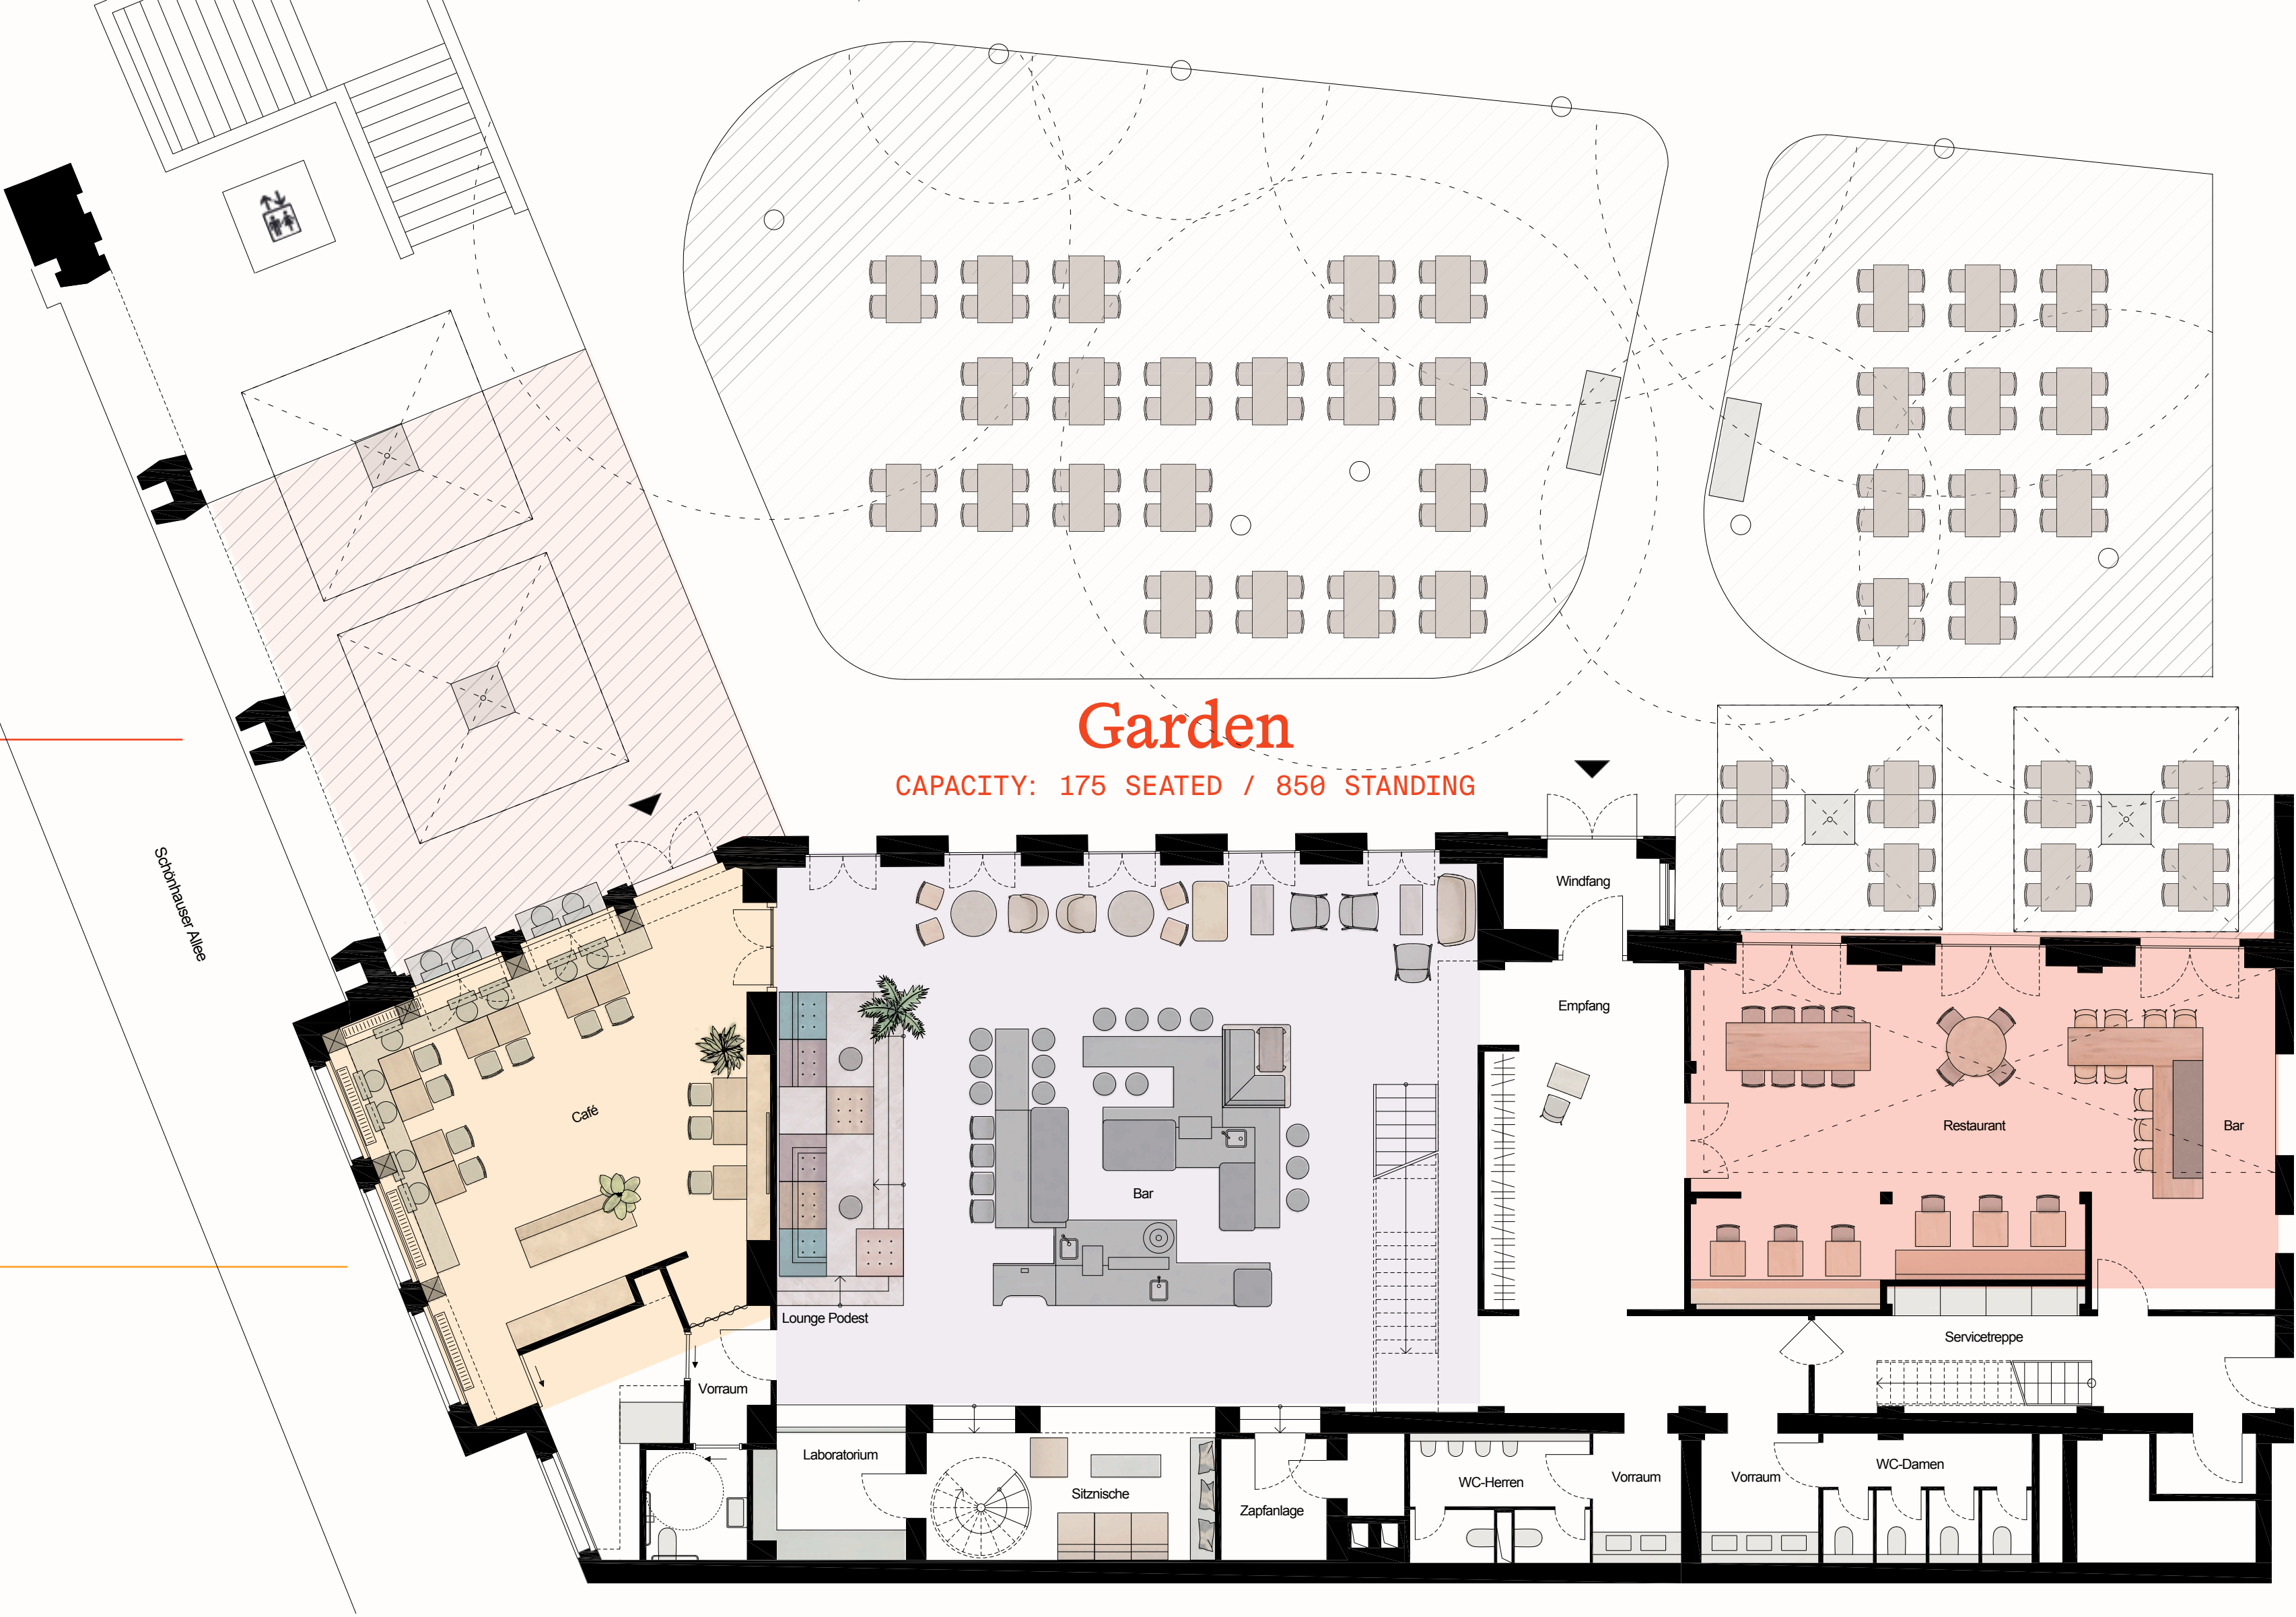 Garden
CAPACITY: 175 SEATED / 850 STANDING
Schönhauser Allee
Windfang
Empfang
Café
Restaurant
Bar
Bar
Lounge Podest
Servicetreppe
Vorraum
Laboratorium
Sitznische
Zapfanlage
WC-Herren
Vorraum
Vorraum
WC-Damen